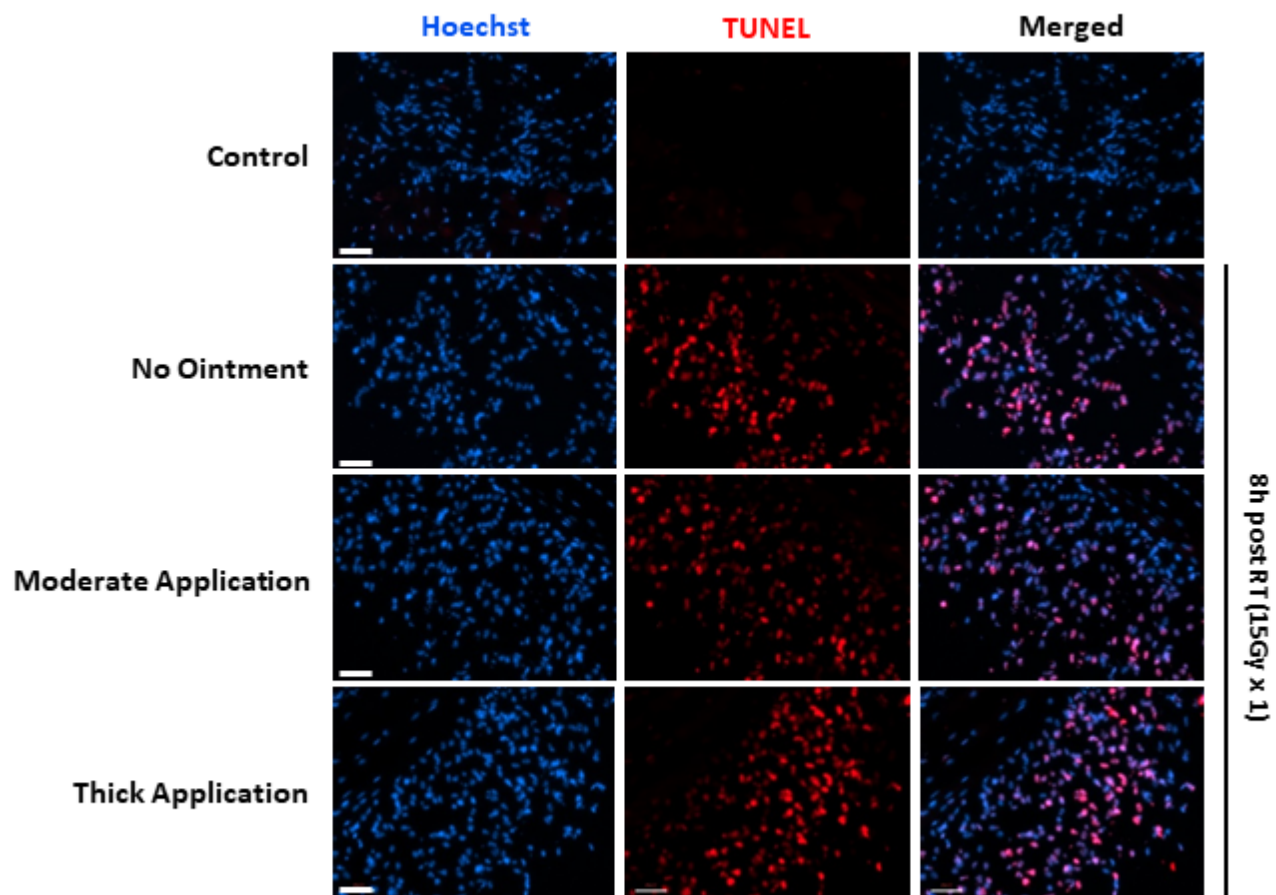 Hoechst TUNEL Merged
Control
No Ointment
Moderate Application
Thick Application
8h post RT (15Gy x 1)